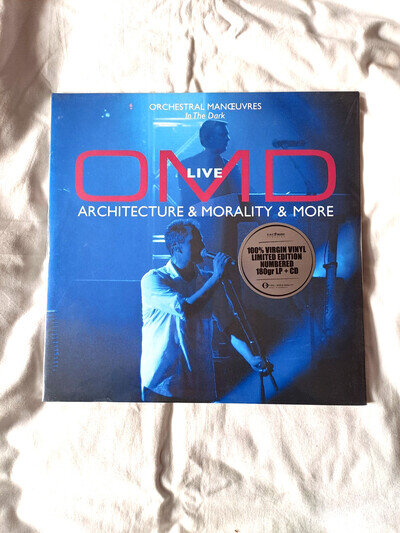 ORCHESTRAL MANŒUVRES
In The Dark
OMD
LIVE
ARCHITECTURE & MORALITY & MORE
100% VIRGIN VINYL
LIMITED EDITION
NUMBERED
180gr LP + CD